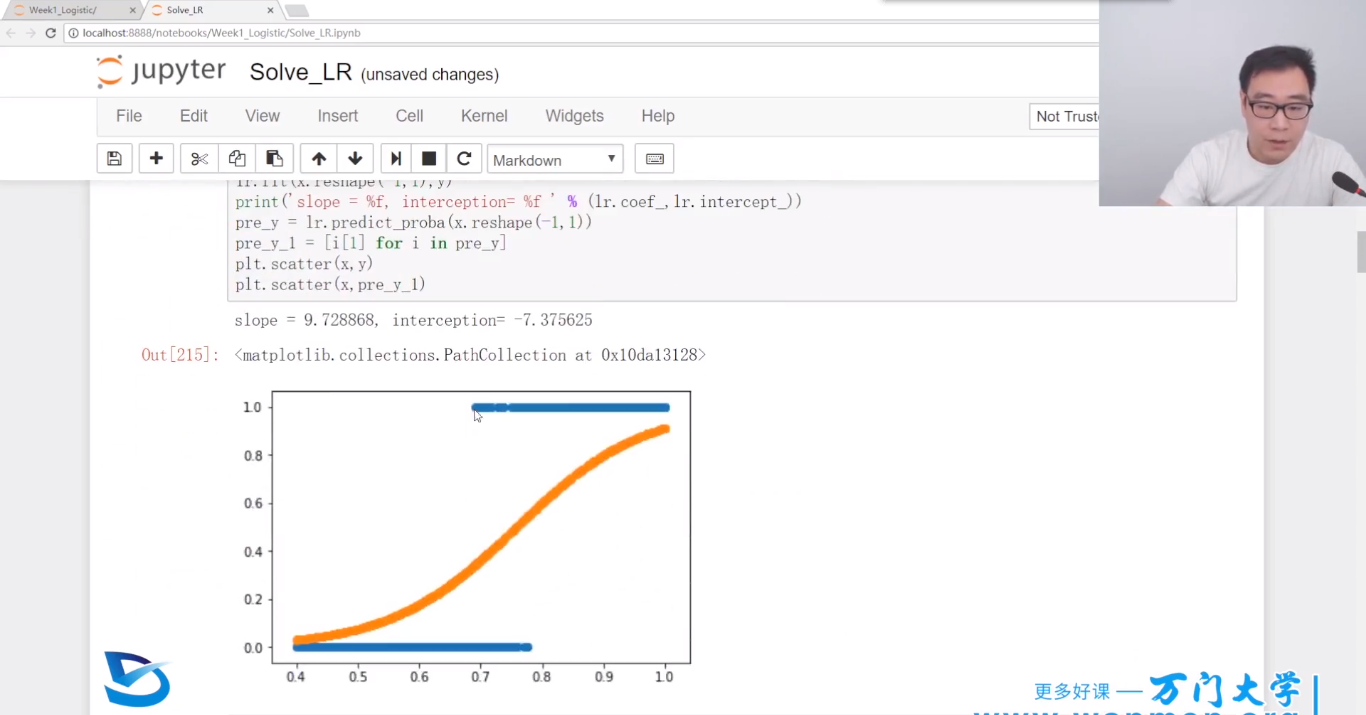 Week1_Logistic/ Solve_LR
localhost:8888/notebooks/Week1_Logistic/Solve_LR.ipynb
jupyter Solve_LR (unsaved changes)
File Edit View Insert Cell Kernel Widgets Help Not Truste
Markdown
lr.fit(x.reshape(-1,1),y)
print('slope = %f, interception= %f ' % (lr.coef_,lr.intercept_))
pre_y = lr.predict_proba(x.reshape(-1,1))
pre_y_1 = [i[1] for i in pre_y]
plt.scatter(x,y)
plt.scatter(x,pre_y_1)
slope = 9.728868, interception= -7.375625
Out[215]: <matplotlib.collections.PathCollection at 0x10da13128>
1.0
0.8
0.6
0.4
0.2
0.0
0.4 0.5 0.6 0.7 0.8 0.9 1.0
更多好课 — 万门大学
www.wanmen.org